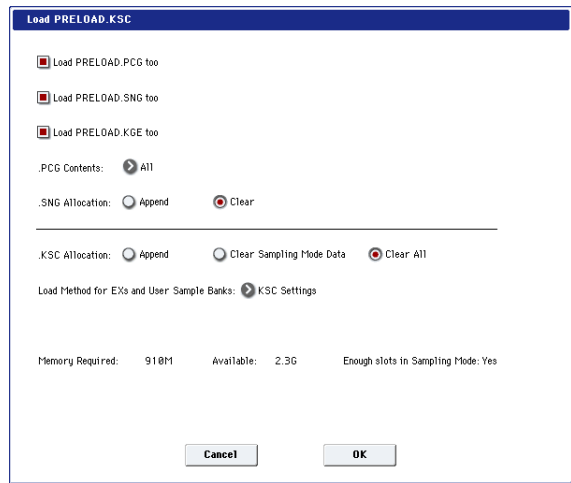 Load PRELOAD.KSC
Load PRELOAD.PCG too
Load PRELOAD.SNG too
Load PRELOAD.KGE too
.PCG Contents: All
.SNG Allocation: Append Clear
.KSC Allocation: Append Clear Sampling Mode Data Clear All
Load Method for EXs and User Sample Banks: KSC Settings
Memory Required: 910M Available: 2.3G Enough slots in Sampling Mode: Yes
Cancel OK